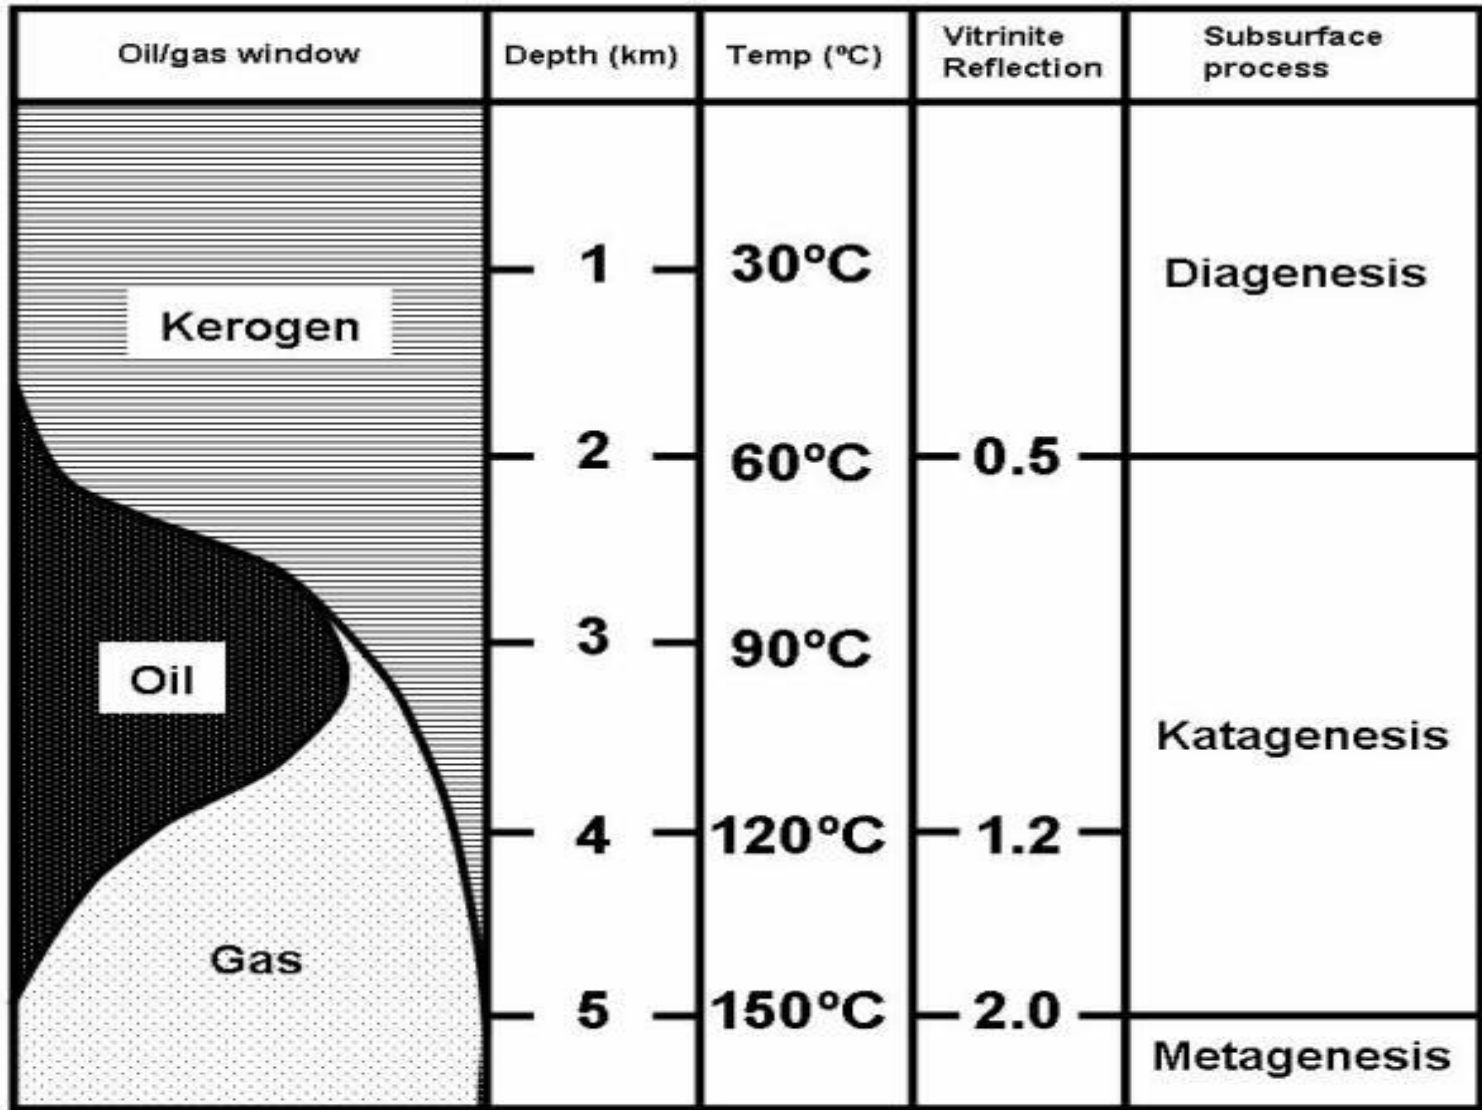 Oil/gas window
Depth (km)
Temp (ºC)
Vitrinite
Reflection
Subsurface
process
Kerogen
Oil
Gas
1
2
3
4
5
30ºC
60ºC
90ºC
120ºC
150ºC
0.5
1.2
2.0
Diagenesis
Katagenesis
Metagenesis